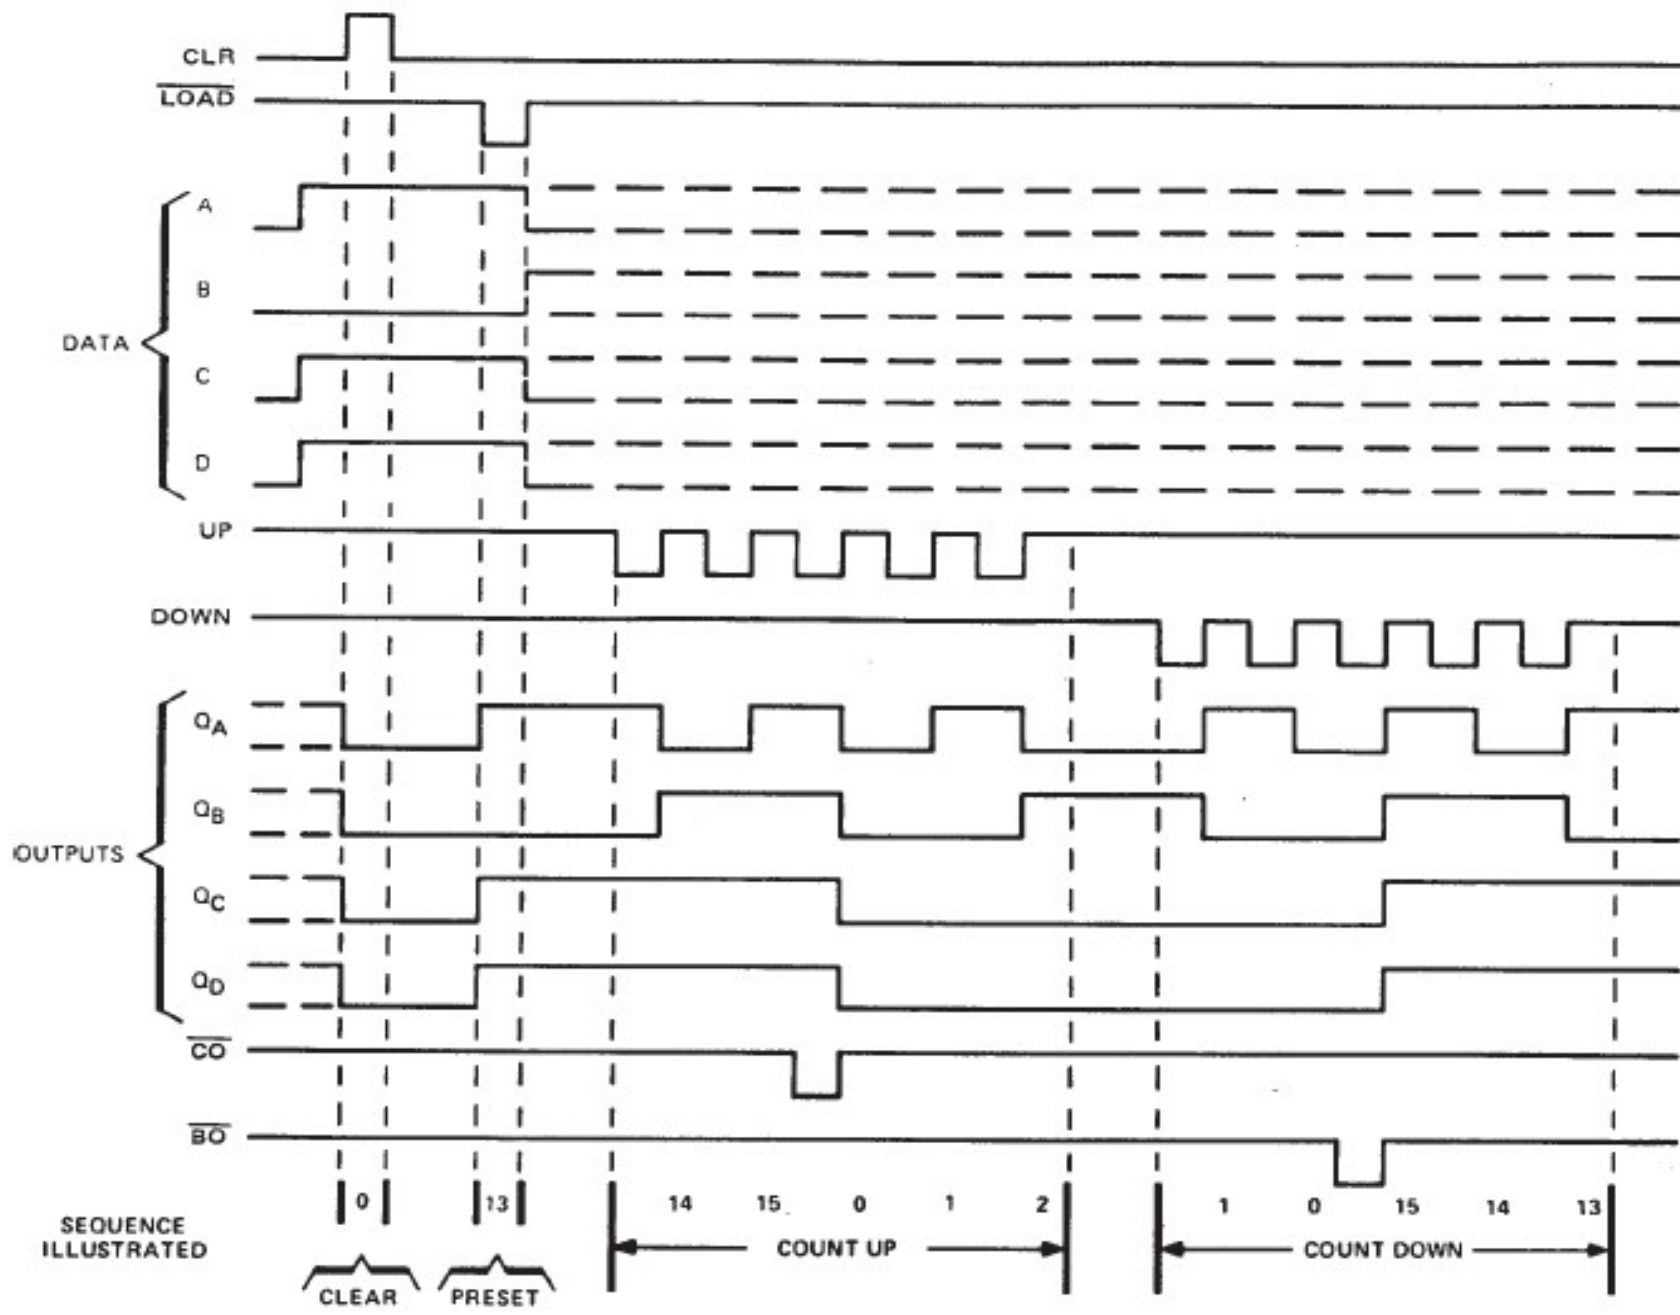 CLR
LOAD
A
B
DATA
C
D
UP
DOWN
QA
QB
OUTPUTS
QC
QD
CO
BO
0 13 14 15 0 1 2 1 0 15 14 13
SEQUENCE
ILLUSTRATED
COUNT UP COUNT DOWN
CLEAR PRESET